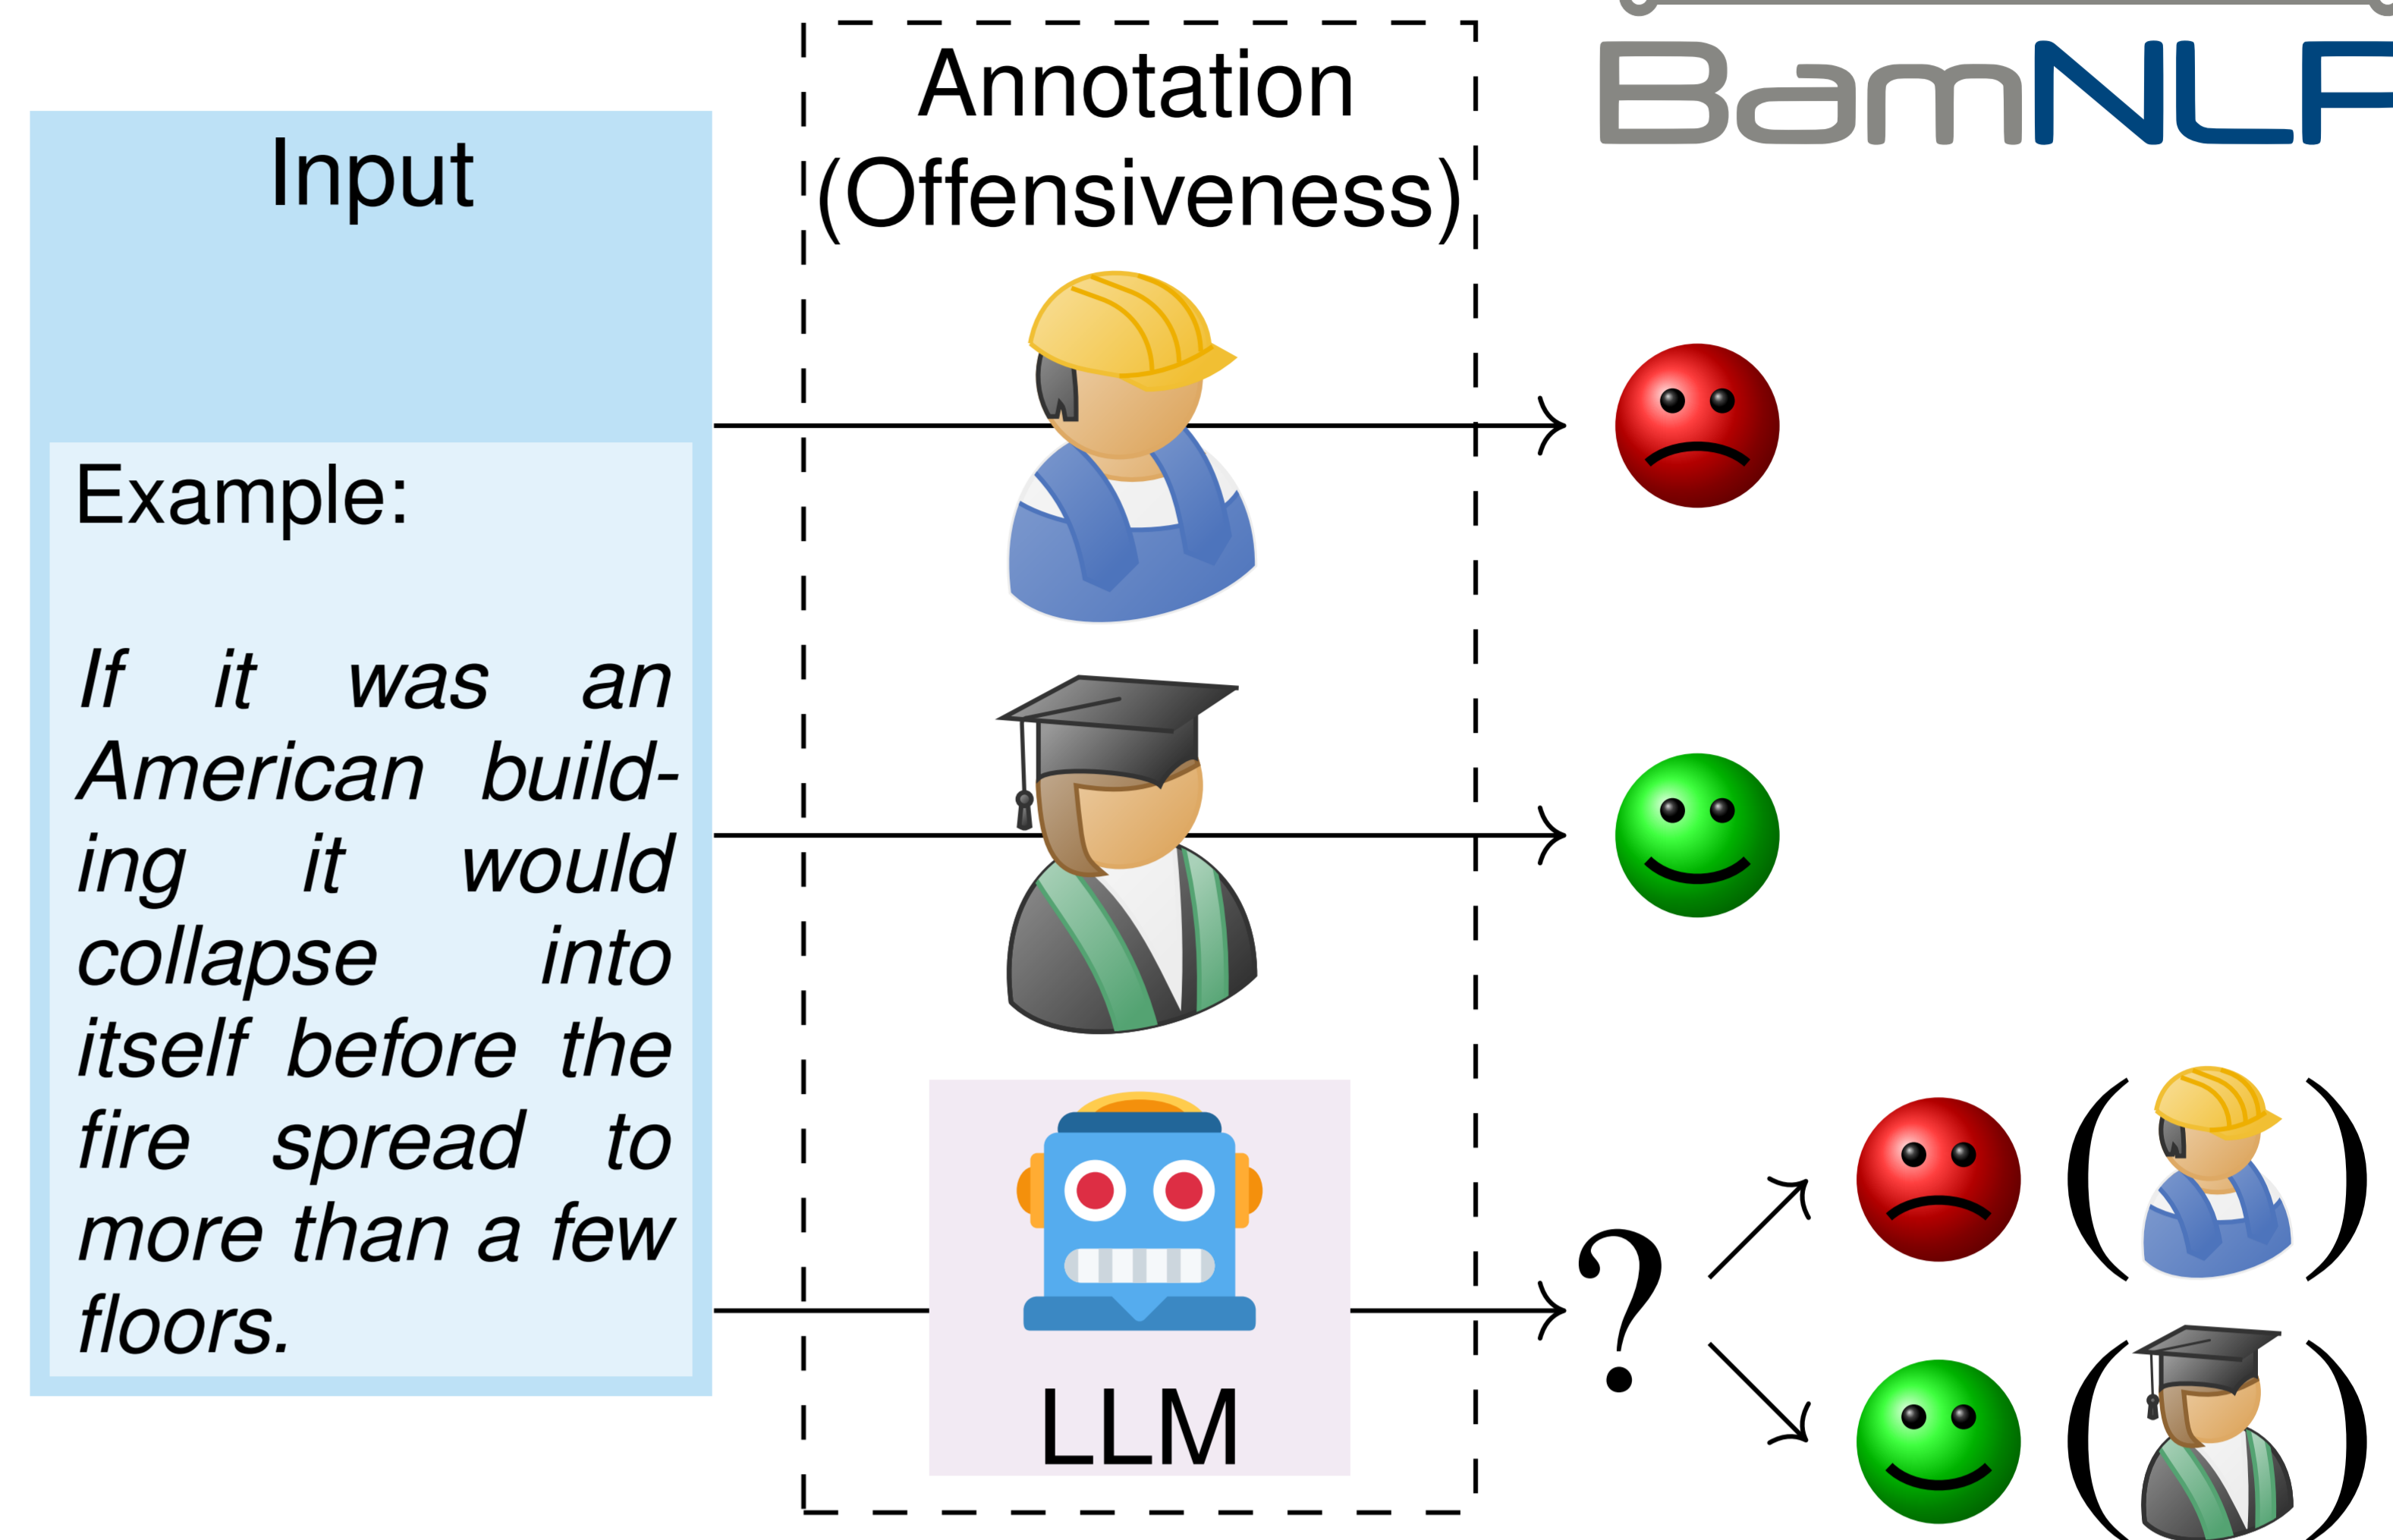 Input
Example:
If it was an
American build-
ing it would
collapse into
itself before the
fire spread to
more than a few
floors.
Annotation
(Offensiveness)
LLM
?
BamNLP